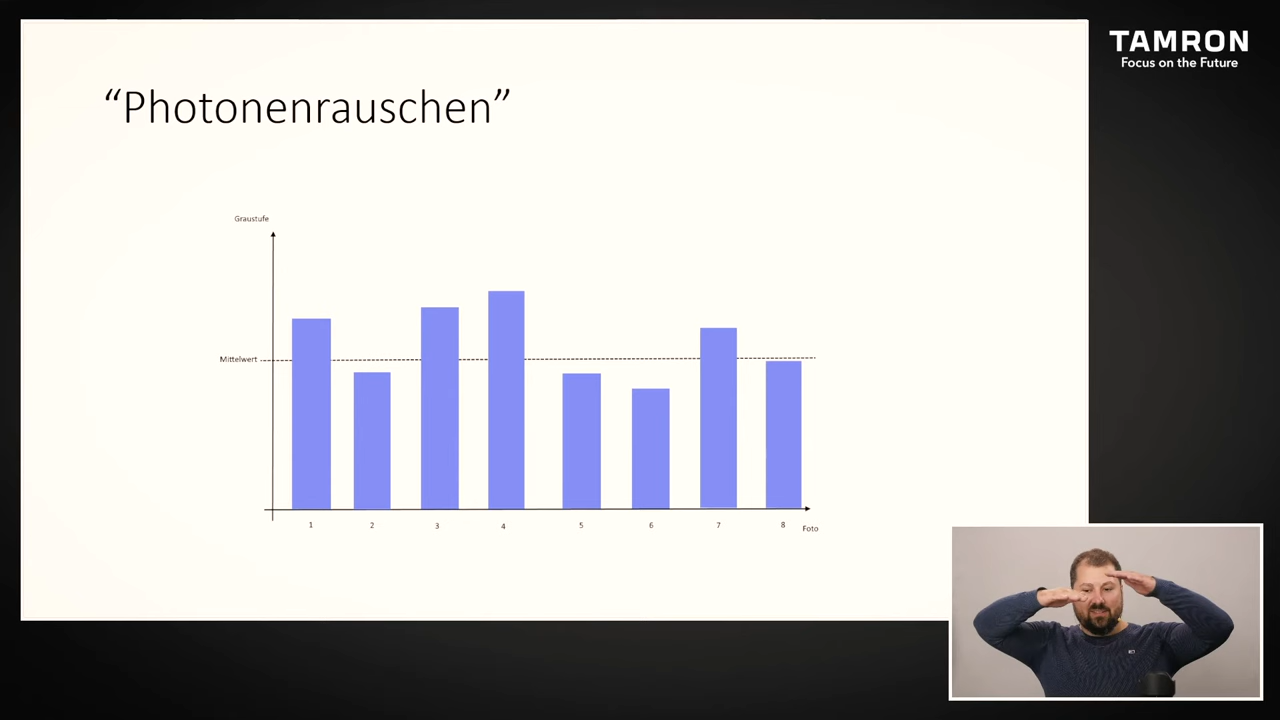 TAMRON
Focus on the Future
“Photonenrauschen”
Graustufe
Mittelwert
1 2 3 4 5 6 7 8
Foto